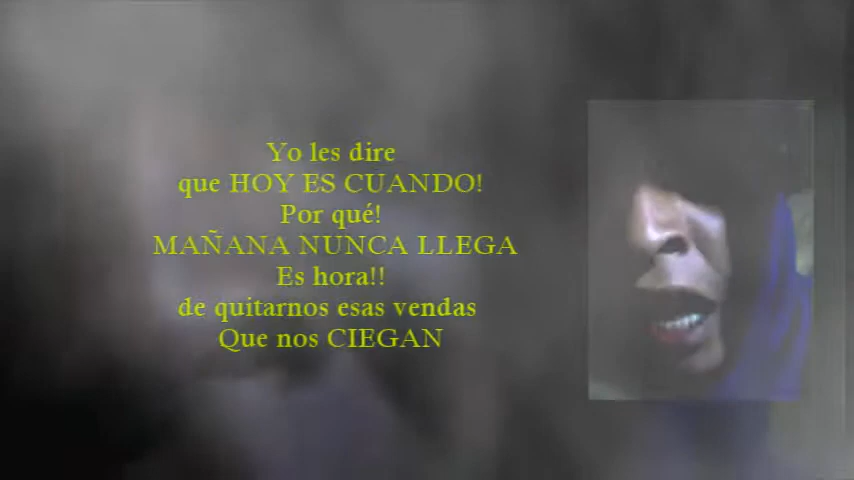 Yo les dire
que HOY ES CUANDO!
Por qué!
MAÑANA NUNCA LLEGA
Es hora!!
de quitarnos esas vendas
Que nos CIEGAN